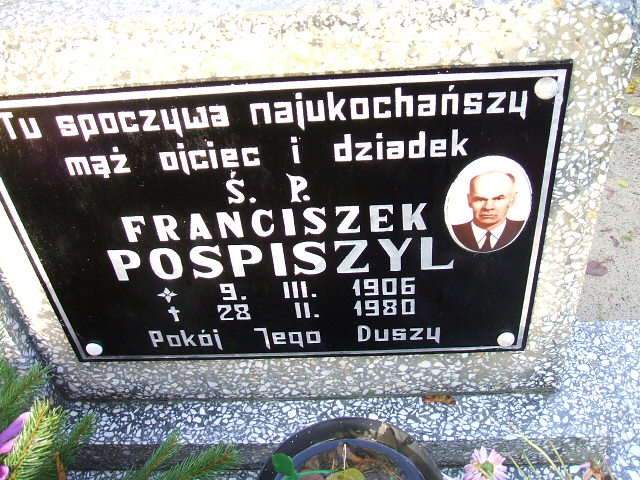 Tu spoczywa najukochańszy
mąż ojciec i dziadek
Ś. P.
FRANCISZEK
POSPISZYL
✧ 9. III. 1906
† 28 II. 1980
Pokój Jego Duszy